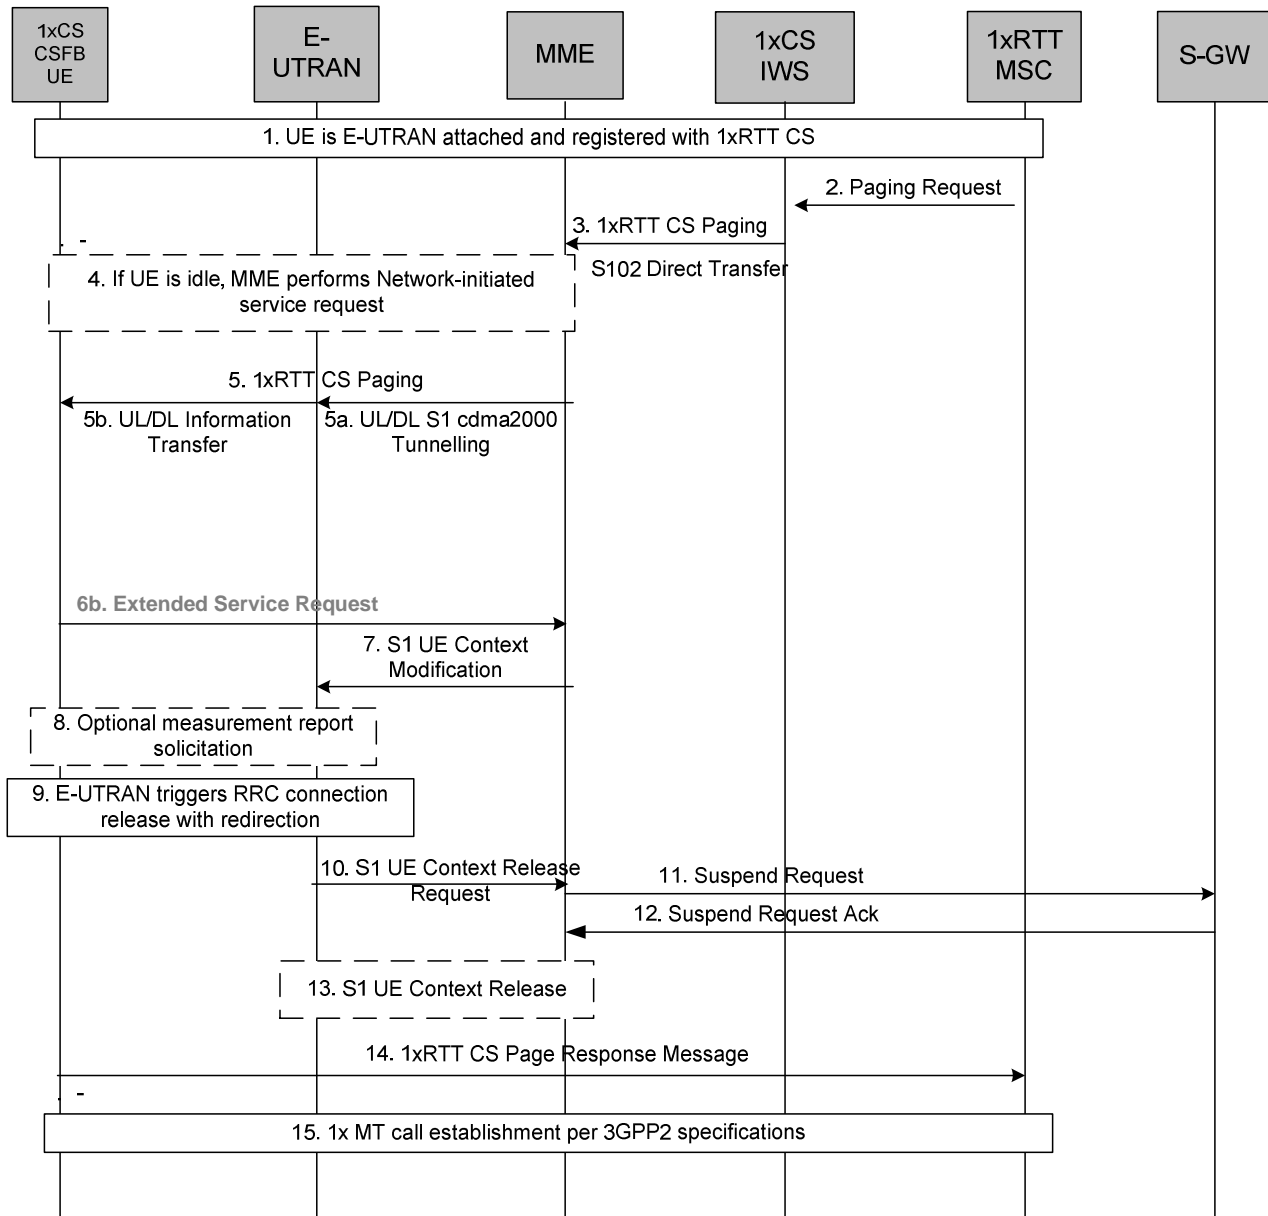 1xCS
CSFB
UE
E-
UTRAN
MME
1xCS
IWS
1xRTT
MSC
S-GW
1. UE is E-UTRAN attached and registered with 1xRTT CS
2. Paging Request
3. 1xRTT CS Paging
S102 Direct Transfer
4. If UE is idle, MME performs Network-initiated
service request
5. 1xRTT CS Paging
5b. UL/DL Information
Transfer
5a. UL/DL S1 cdma2000
Tunnelling
6b. Extended Service Request
7. S1 UE Context
Modification
8. Optional measurement report
solicitation
9. E-UTRAN triggers RRC connection
release with redirection
10. S1 UE Context Release
Request
11. Suspend Request
12. Suspend Request Ack
13. S1 UE Context Release
14. 1xRTT CS Page Response Message
15. 1x MT call establishment per 3GPP2 specifications